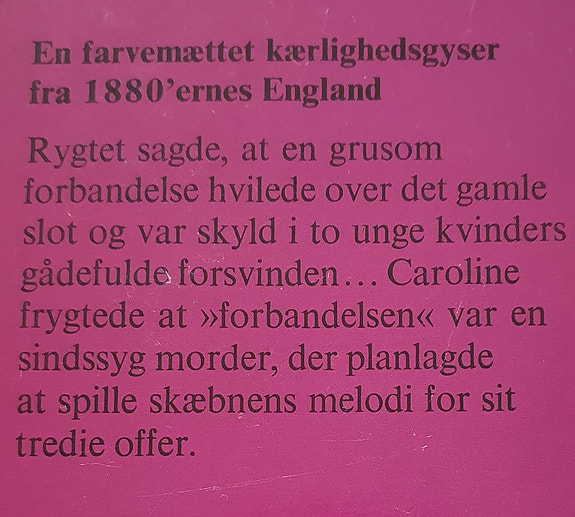 En farvemættet kærlighedsgyser
fra 1880'ernes England
Rygtet sagde, at en grusom
forbandelse hvilede over det gamle
slot og var skyld i to unge kvinders
gådefulde forsvinden... Caroline
frygtede at »forbandelsen« var en
sindssyg morder, der planlagde
at spille skæbnens melodi for sit
tredie offer.